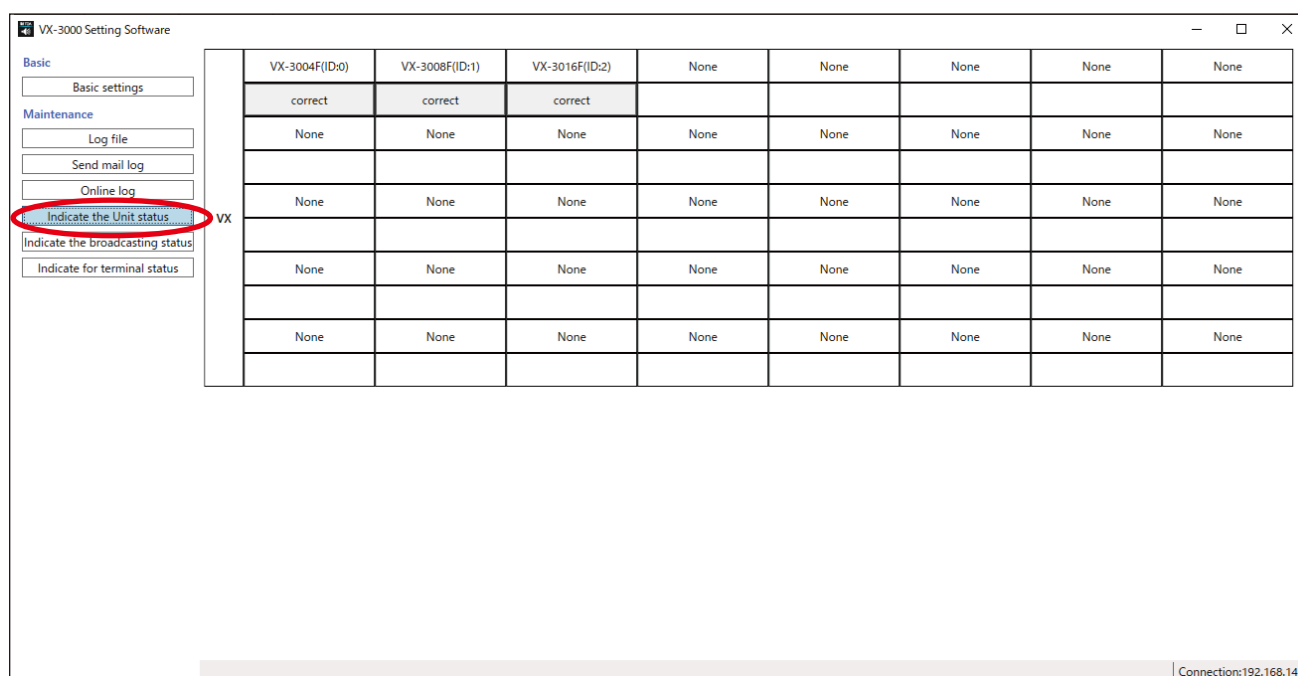 VX-3000 Setting Software
Basic
Basic settings
Maintenance
Log file
Send mail log
Online log
Indicate the Unit status
Indicate the broadcasting status
Indicate for terminal status
VX
VX-3004F(ID:0) VX-3008F(ID:1) VX-3016F(ID:2) None None None None None
correct correct correct
None None None None None None None None
None None None None None None None None
None None None None None None None None
None None None None None None None None
Connection:192.168.14